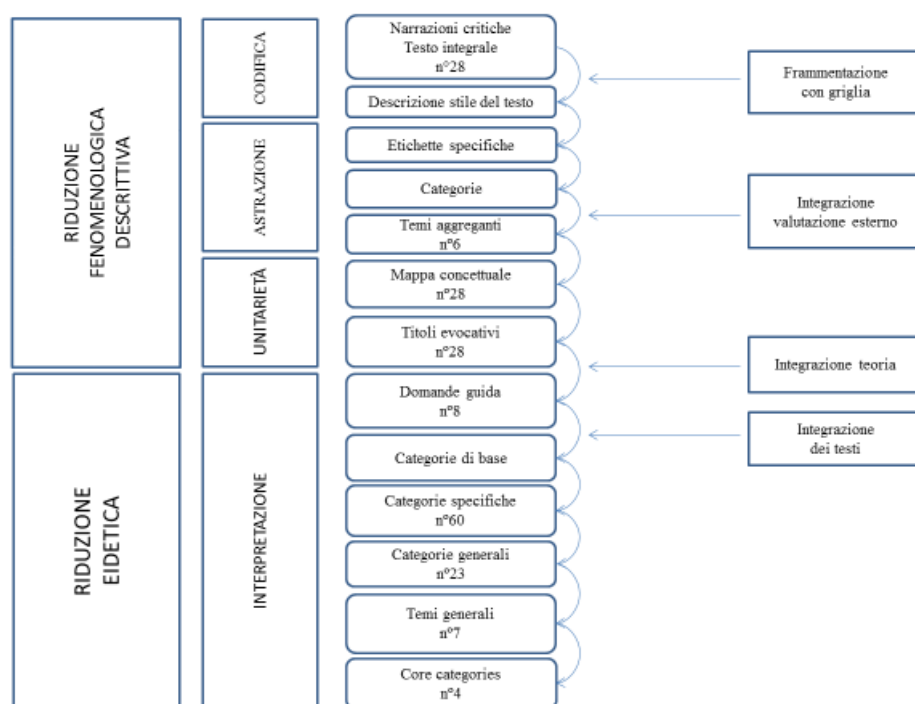 RIDUZIONE
FENOMENOLOGICA
DESCRITTIVA
RIDUZIONE
EIDETICA
CODIFICA
ASTRAZIONE
UNITARIETÀ
INTERPRETAZIONE
Narrazioni critiche
Testo integrale
n°28
Descrizione stile del testo
Etichette specifiche
Categorie
Temi aggreganti
n°6
Mappa concettuale
n°28
Titoli evocativi
n°28
Domande guida
n°8
Categorie di base
Categorie specifiche
n°60
Categorie generali
n°23
Temi generali
n°7
Core categories
n°4
Frammentazione
con griglia
Integrazione
valutazione esterno
Integrazione teoria
Integrazione
dei testi